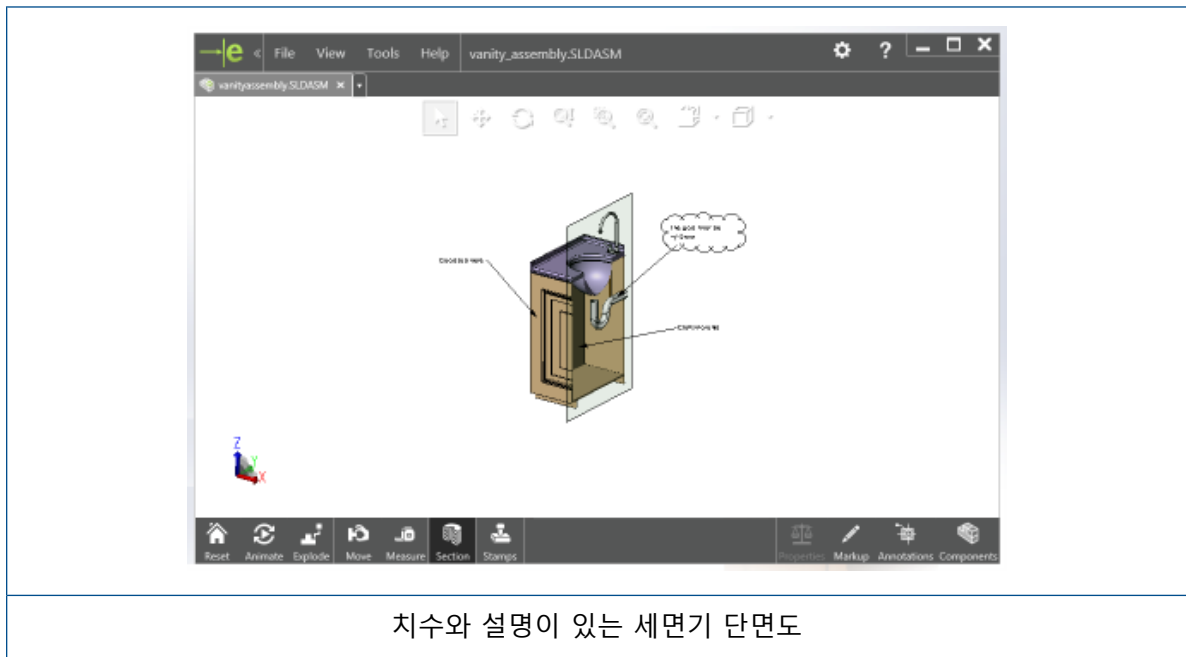 e « File View Tools Help vanity_assembly.SLDASM ?
vanityassembly.SLDASM
Z
Y
X
Reset Animate Explode Move Measure Section Stamps Properties Markup Annotations Components
치수와 설명이 있는 세면기 단면도